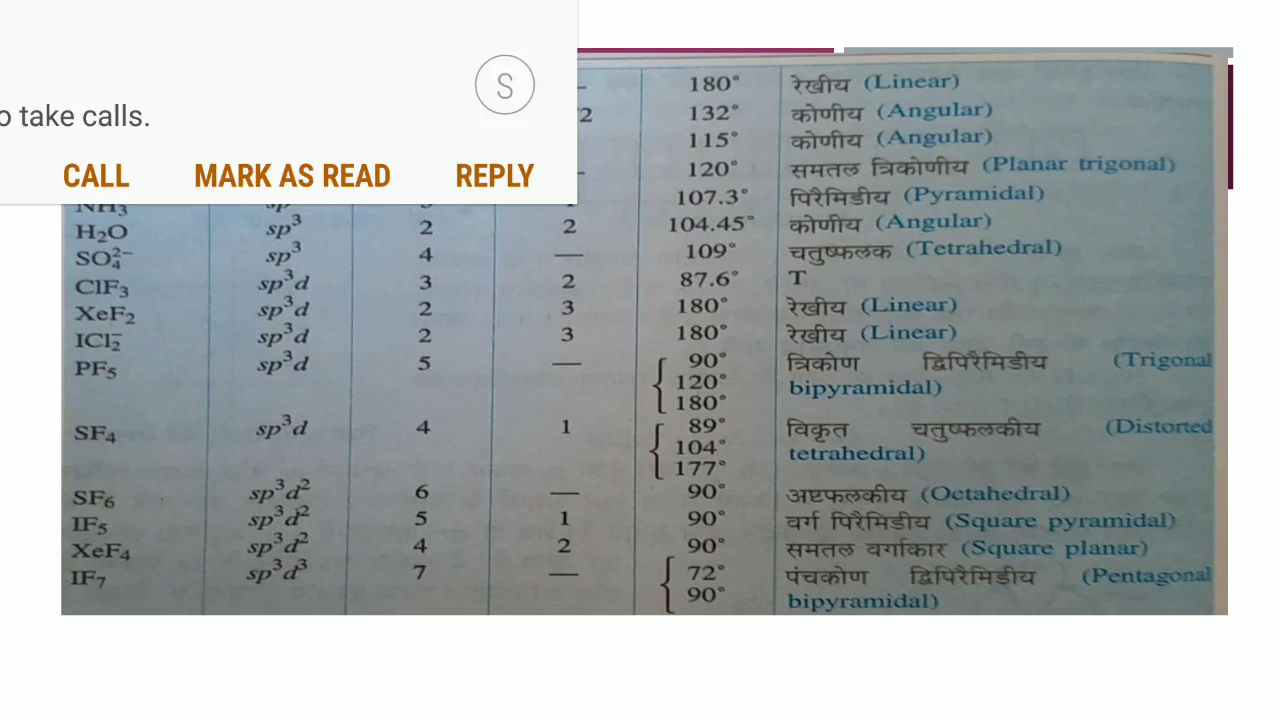 S
o take calls.
CALL MARK AS READ REPLY
— 180° रेखीय (Linear)
/2 132° कोणीय (Angular)
115° कोणीय (Angular)
— 120° समतल त्रिकोणीय (Planar trigonal)
NH₃ 107.3° पिरैमिडीय (Pyramidal)
H₂O sp³ 2 2 104.45° कोणीय (Angular)
SO₄²⁻ sp³ 4 — 109° चतुष्फलक (Tetrahedral)
ClF₃ sp³d 3 2 87.6° T
XeF₂ sp³d 2 3 180° रेखीय (Linear)
ICl₂⁻ sp³d 2 3 180° रेखीय (Linear)
PF₅ sp³d 5 — 90° त्रिकोण द्विपिरैमिडीय (Trigonal
120° bipyramidal)
180°
SF₄ sp³d 4 1 89° विकृत चतुष्फलकीय (Distorted
104° tetrahedral)
177°
SF₆ sp³d² 6 — 90° अष्टफलकीय (Octahedral)
IF₅ sp³d² 5 1 90° वर्ग पिरैमिडीय (Square pyramidal)
XeF₄ sp³d² 4 2 90° समतल वर्गाकार (Square planar)
IF₇ sp³d³ 7 — 72° पंचकोण द्विपिरैमिडीय (Pentagonal
90° bipyramidal)